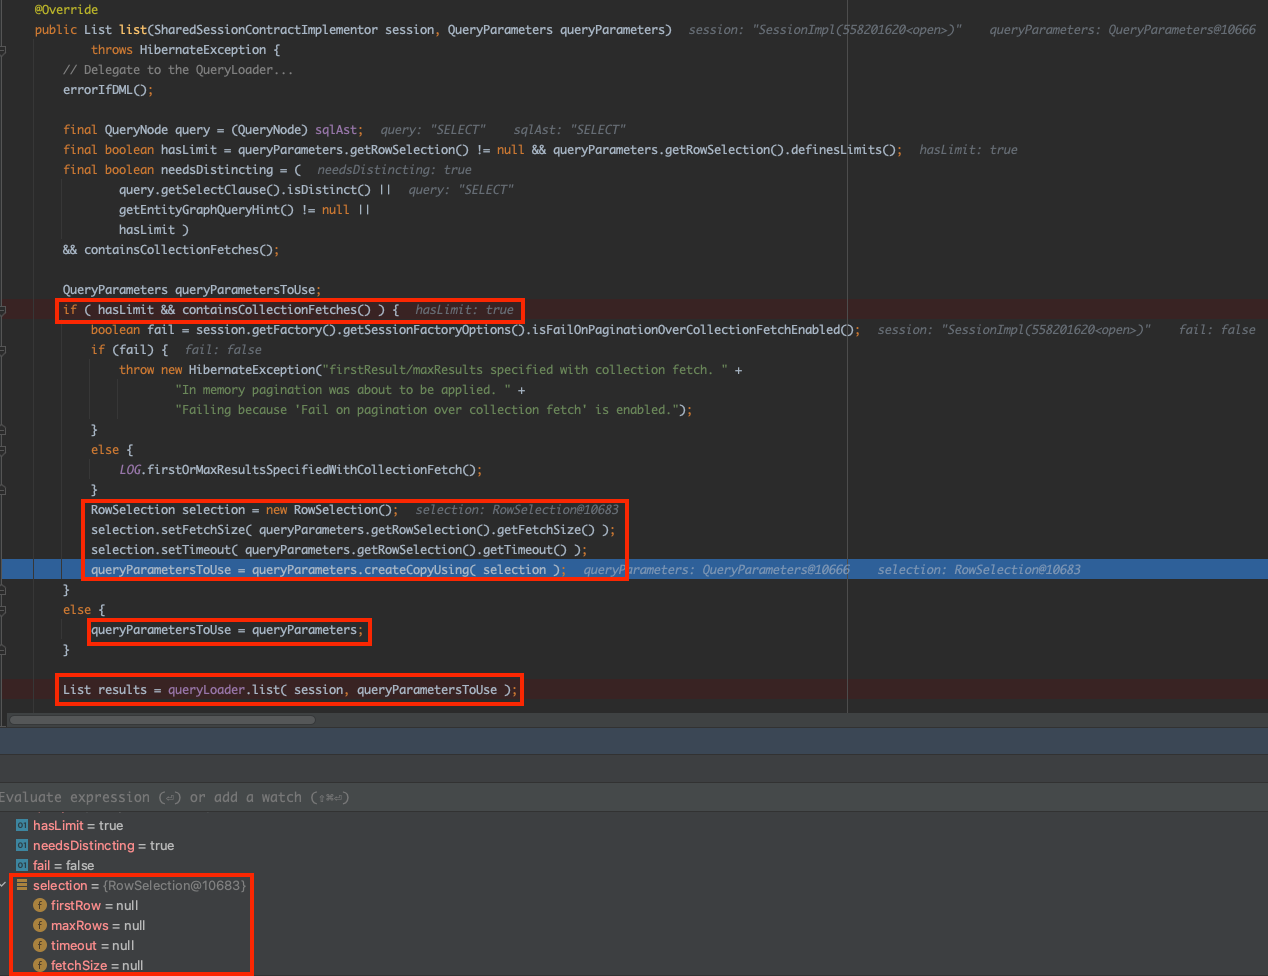 @Override
public List list(SharedSessionContractImplementor session, QueryParameters queryParameters)  session: "SessionImpl(558201620<open>)"  queryParameters: QueryParameters@10666
throws HibernateException {
// Delegate to the QueryLoader...
errorIfDML();
final QueryNode query = (QueryNode) sqlAst;  query: "SELECT"  sqlAst: "SELECT"
final boolean hasLimit = queryParameters.getRowSelection() != null && queryParameters.getRowSelection().definesLimits();  hasLimit: true
final boolean needsDistincting = (  needsDistincting: true
query.getSelectClause().isDistinct() ||  query: "SELECT"
getEntityGraphQueryHint() != null ||
hasLimit )
&& containsCollectionFetches();
QueryParameters queryParametersToUse;
if ( hasLimit && containsCollectionFetches() ) {  hasLimit: true
boolean fail = session.getFactory().getSessionFactoryOptions().isFailOnPaginationOverCollectionFetchEnabled();  session: "SessionImpl(558201620<open>)"  fail: false
if (fail) {  fail: false
throw new HibernateException("firstResult/maxResults specified with collection fetch. " +
"In memory pagination was about to be applied. " +
"Failing because 'Fail on pagination over collection fetch' is enabled.");
}
else {
LOG.firstOrMaxResultsSpecifiedWithCollectionFetch();
}
RowSelection selection = new RowSelection();  selection: RowSelection@10683
selection.setFetchSize( queryParameters.getRowSelection().getFetchSize() );
selection.setTimeout( queryParameters.getRowSelection().getTimeout() );
queryParametersToUse = queryParameters.createCopyUsing( selection );  queryParameters: QueryParameters@10666  selection: RowSelection@10683
}
else {
queryParametersToUse = queryParameters;
}
List results = queryLoader.list( session, queryParametersToUse );
Evaluate expression (⏎) or add a watch (⇧⌘⏎)
01 hasLimit = true
01 needsDistincting = true
01 fail = false
selection = {RowSelection@10683}
f firstRow = null
f maxRows = null
f timeout = null
f fetchSize = null